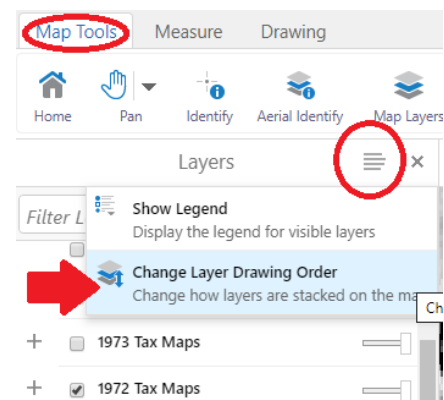 Map Tools Measure Drawing
Home Pan Identify Aerial Identify Map Layers
Layers
Filter L
Show Legend
Display the legend for visible layers
Change Layer Drawing Order
Change how layers are stacked on the ma
Ch
1973 Tax Maps
1972 Tax Maps